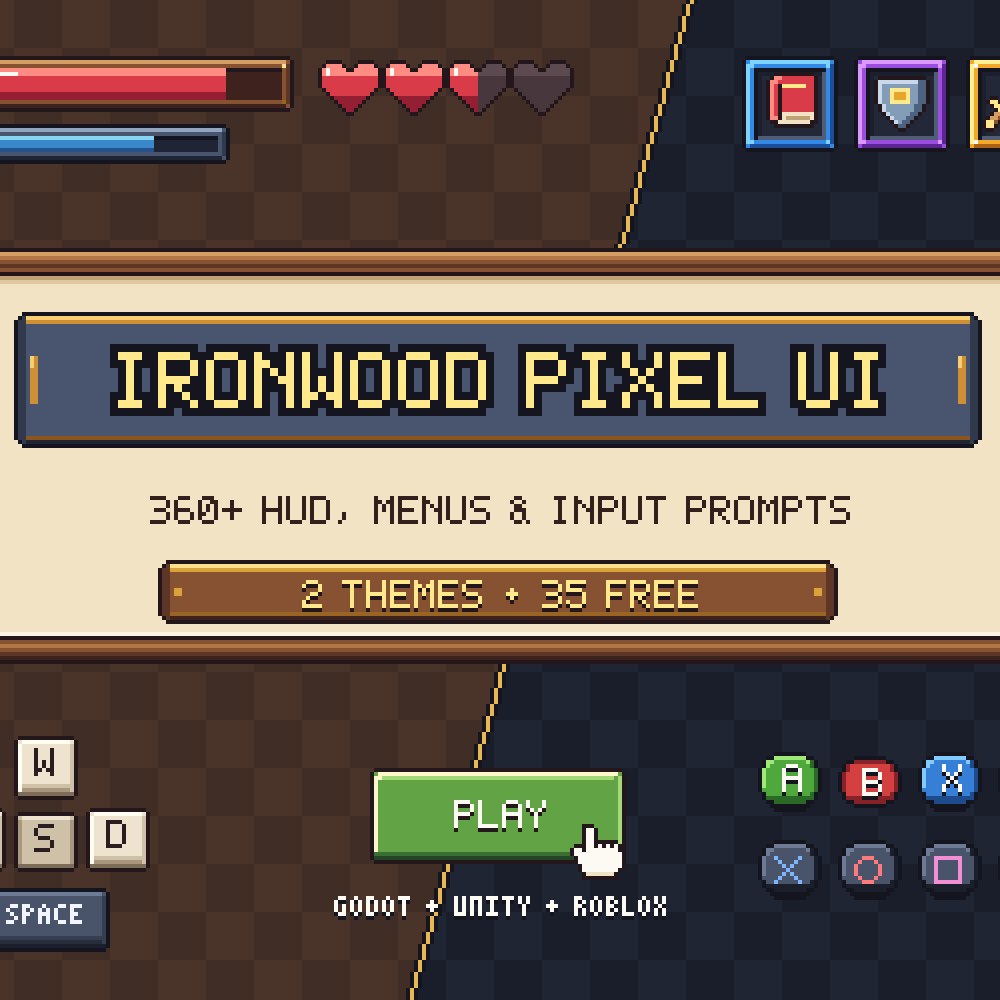 IRONWOOD PIXEL UI
360+ HUD, MENUS & INPUT PROMPTS
2 THEMES + 35 FREE
W
S D
SPACE
PLAY
GODOT + UNITY + ROBLOX
A B X